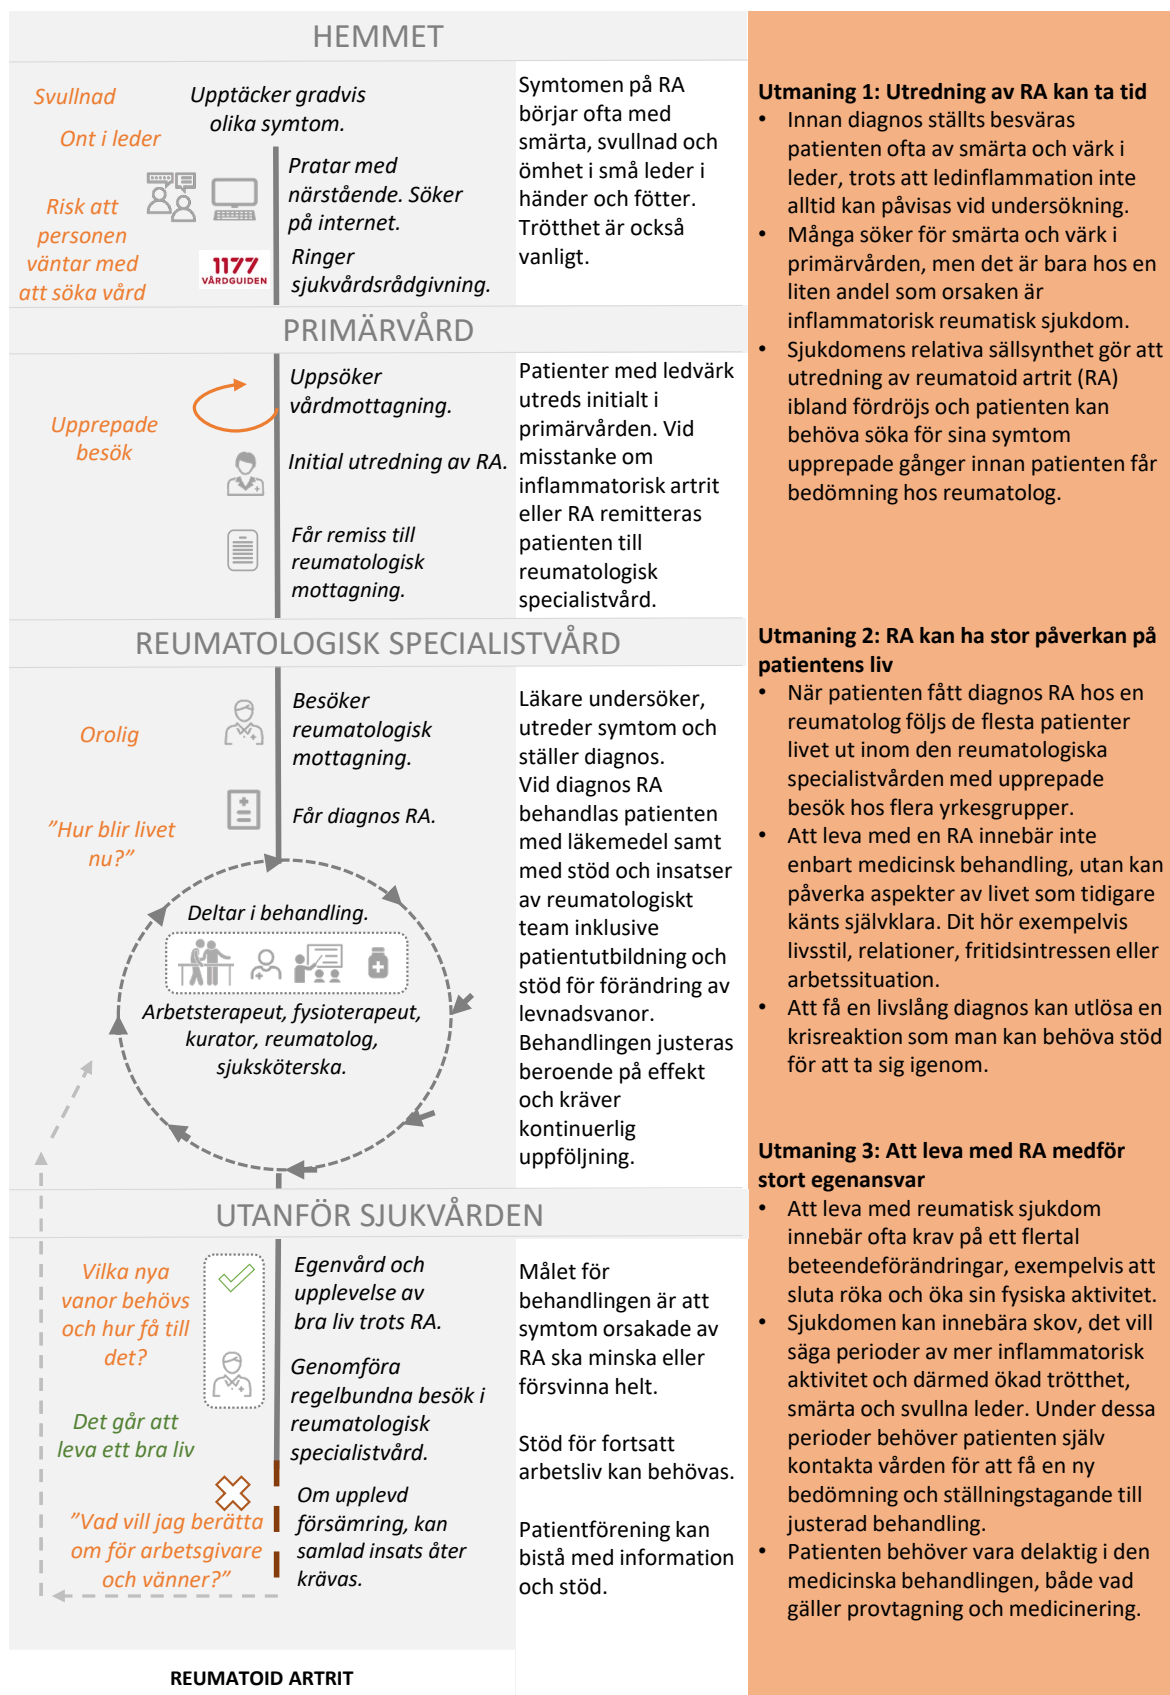 HEMMET
Svullnad
Ont i leder
Risk att
personen
väntar med
att söka vård
Upptäcker gradvis
olika symtom.
Pratar med
närstående. Söker
på internet.
1177
VÅRDGUIDEN
Ringer
sjukvårdsrådgivning.
Symtomen på RA
börjar ofta med
smärta, svullnad och
ömhet i små leder i
händer och fötter.
Trötthet är också
vanligt.
PRIMÄRVÅRD
Upprepade
besök
Uppsöker
vårdmottagning.
Initial utredning av RA.
Får remiss till
reumatologisk
mottagning.
Patienter med ledvärk
utreds initialt i
primärvården. Vid
misstanke om
inflammatorisk artrit
eller RA remitteras
patienten till
reumatologisk
specialistvård.
REUMATOLOGISK SPECIALISTVÅRD
Orolig
”Hur blir livet
nu?”
Besöker
reumatologisk
mottagning.
Får diagnos RA.
Deltar i behandling.
Arbetsterapeut, fysioterapeut,
kurator, reumatolog,
sjuksköterska.
Läkare undersöker,
utreder symtom och
ställer diagnos.
Vid diagnos RA
behandlas patienten
med läkemedel samt
med stöd och insatser
av reumatologiskt
team inklusive
patientutbildning och
stöd för förändring av
levnadsvanor.
Behandlingen justeras
beroende på effekt
och kräver
kontinuerlig
uppföljning.
UTANFÖR SJUKVÅRDEN
Vilka nya
vanor behövs
och hur få till
det?
Det går att
leva ett bra liv
”Vad vill jag berätta
om för arbetsgivare
och vänner?”
Egenvård och
upplevelse av
bra liv trots RA.
Genomföra
regelbundna besök i
reumatologisk
specialistvård.
Om upplevd
försämring, kan
samlad insats åter
krävas.
Målet för
behandlingen är att
symtom orsakade av
RA ska minska eller
försvinna helt.
Stöd för fortsatt
arbetsliv kan behövas.
Patientförening kan
bistå med information
och stöd.
REUMATOID ARTRIT
Utmaning 1: Utredning av RA kan ta tid
• Innan diagnos ställts besväras
patienten ofta av smärta och värk i
leder, trots att ledinflammation inte
alltid kan påvisas vid undersökning.
• Många söker för smärta och värk i
primärvården, men det är bara hos en
liten andel som orsaken är
inflammatorisk reumatisk sjukdom.
• Sjukdomens relativa sällsynthet gör att
utredning av reumatoid artrit (RA)
ibland fördröjs och patienten kan
behöva söka för sina symtom
upprepade gånger innan patienten får
bedömning hos reumatolog.
Utmaning 2: RA kan ha stor påverkan på
patientens liv
• När patienten fått diagnos RA hos en
reumatolog följs de flesta patienter
livet ut inom den reumatologiska
specialistvården med upprepade
besök hos flera yrkesgrupper.
• Att leva med en RA innebär inte
enbart medicinsk behandling, utan kan
påverka aspekter av livet som tidigare
känts självklara. Dit hör exempelvis
livsstil, relationer, fritidsintressen eller
arbetssituation.
• Att få en livslång diagnos kan utlösa en
krisreaktion som man kan behöva stöd
för att ta sig igenom.
Utmaning 3: Att leva med RA medför
stort egenansvar
• Att leva med reumatisk sjukdom
innebär ofta krav på ett flertal
beteendeförändringar, exempelvis att
sluta röka och öka sin fysiska aktivitet.
• Sjukdomen kan innebära skov, det vill
säga perioder av mer inflammatorisk
aktivitet och därmed ökad trötthet,
smärta och svullna leder. Under dessa
perioder behöver patienten själv
kontakta vården för att få en ny
bedömning och ställningstagande till
justerad behandling.
• Patienten behöver vara delaktig i den
medicinska behandlingen, både vad
gäller provtagning och medicinering.